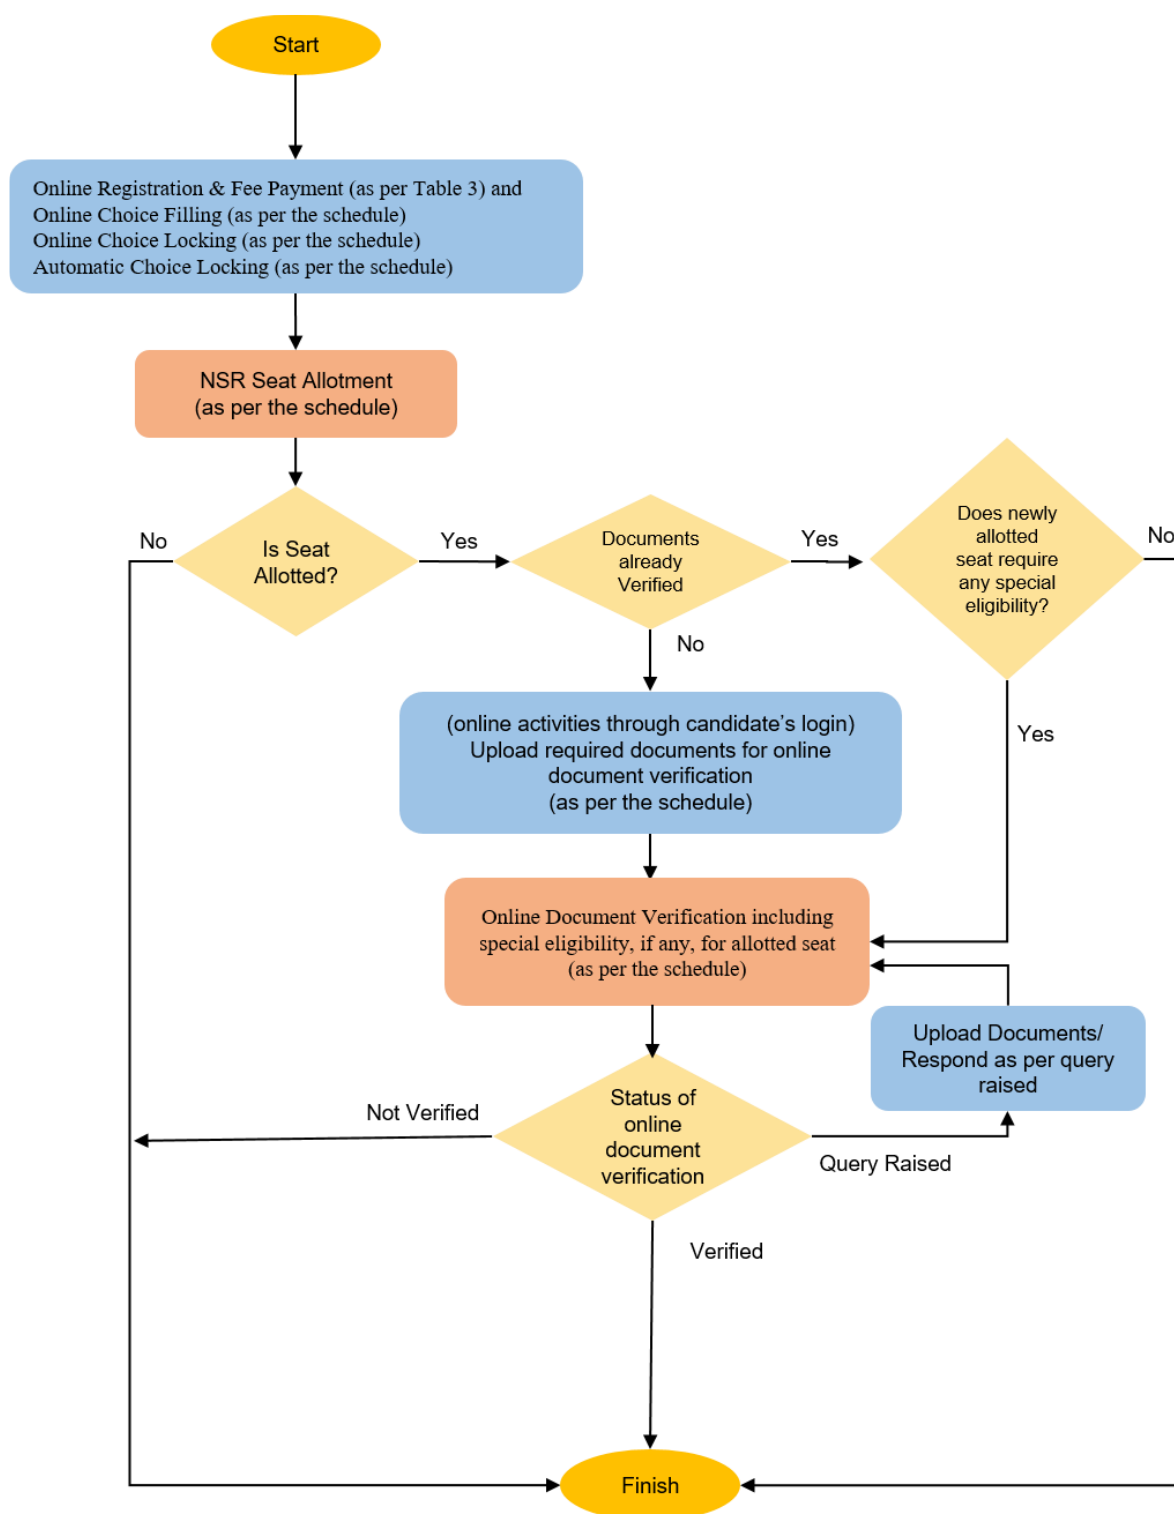 Start
Online Registration & Fee Payment (as per Table 3) and
Online Choice Filling (as per the schedule)
Online Choice Locking (as per the schedule)
Automatic Choice Locking (as per the schedule)
NSR Seat Allotment
(as per the schedule)
No
Is Seat
Allotted?
Yes
Documents
already
Verified
Yes
Does newly
allotted
seat require
any special
eligibility?
No
No
Yes
(online activities through candidate’s login)
Upload required documents for online
document verification
(as per the schedule)
Online Document Verification including
special eligibility, if any, for allotted seat
(as per the schedule)
Upload Documents/
Respond as per query
raised
Not Verified
Status of
online
document
verification
Query Raised
Verified
Finish